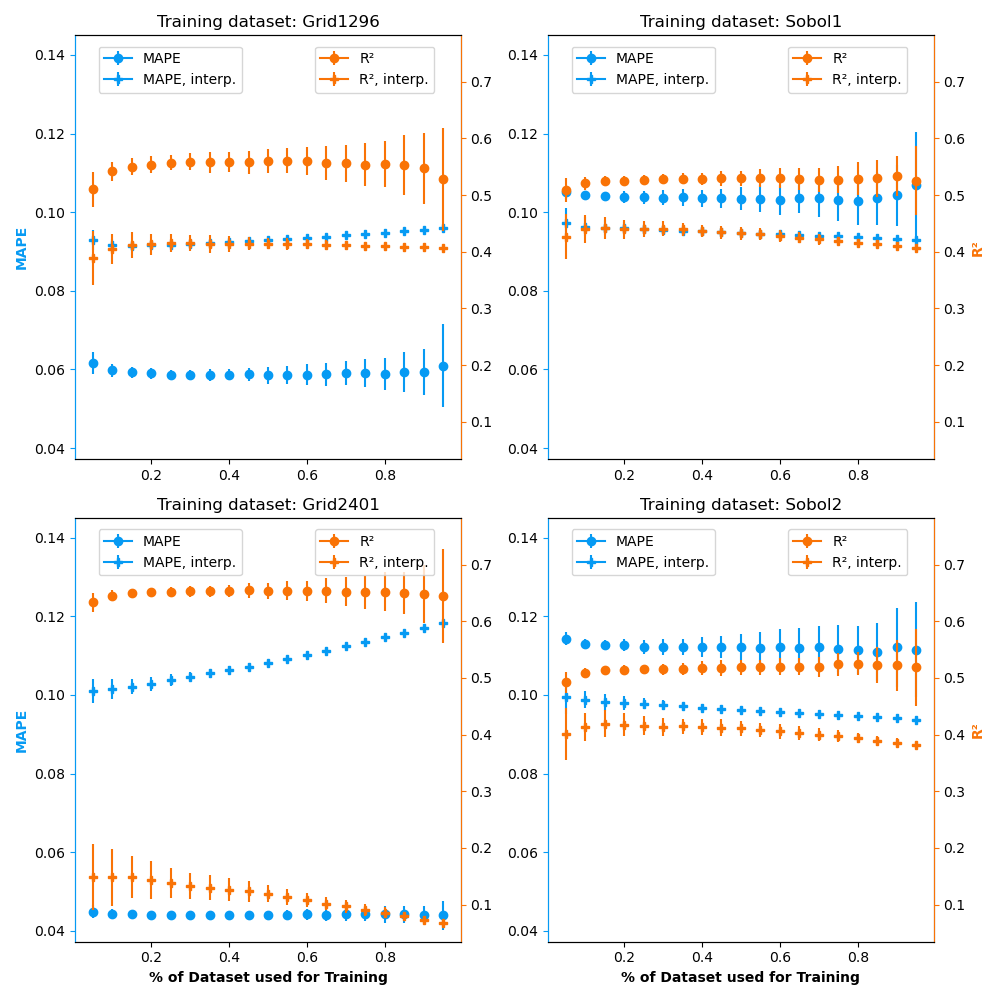 Training dataset: Grid1296
Training dataset: Sobol1
MAPE
MAPE, interp.
R²
R², interp.
MAPE
MAPE, interp.
R²
R², interp.
0.14
0.12
0.10
0.08
0.06
0.04
MAPE
0.7
0.6
0.5
0.4
0.3
0.2
0.1
0.2
0.4
0.6
0.8
0.14
0.12
0.10
0.08
0.06
0.04
0.7
0.6
0.5
0.4
0.3
0.2
0.1
R²
0.2
0.4
0.6
0.8
Training dataset: Grid2401
Training dataset: Sobol2
MAPE
MAPE, interp.
R²
R², interp.
MAPE
MAPE, interp.
R²
R², interp.
0.14
0.12
0.10
0.08
0.06
0.04
MAPE
0.7
0.6
0.5
0.4
0.3
0.2
0.1
0.2
0.4
0.6
0.8
% of Dataset used for Training
0.14
0.12
0.10
0.08
0.06
0.04
0.7
0.6
0.5
0.4
0.3
0.2
0.1
R²
0.2
0.4
0.6
0.8
% of Dataset used for Training